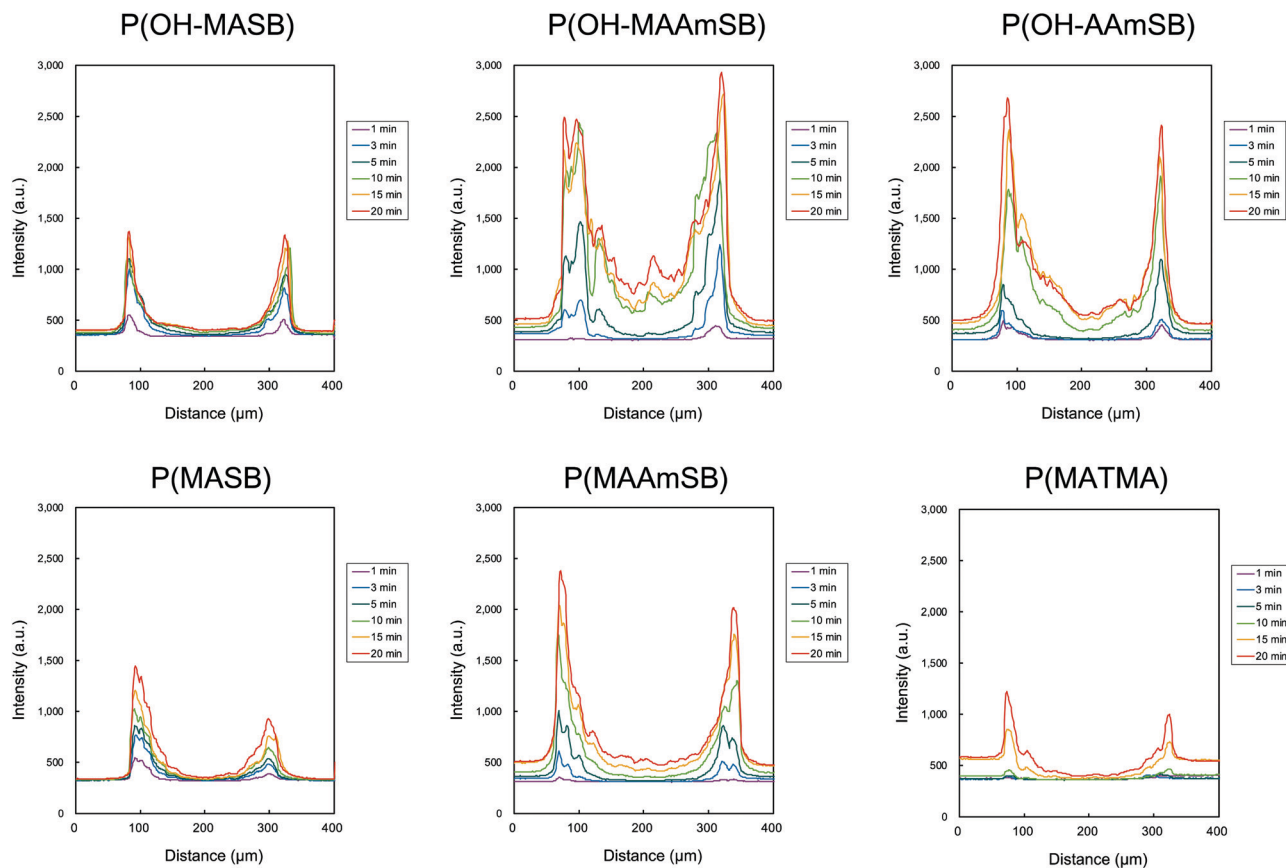 P(OH-MASB)
3,000
2,500
2,000
1,500
1,000
500
0
Intensity (a.u.)
0 100 200 300 400
Distance (µm)
1 min
3 min
5 min
10 min
15 min
20 min
P(OH-MAAmSB)
3,000
2,500
2,000
1,500
1,000
500
0
Intensity (a.u.)
0 100 200 300 400
Distance (µm)
1 min
3 min
5 min
10 min
15 min
20 min
P(OH-AAmSB)
3,000
2,500
2,000
1,500
1,000
500
0
Intensity (a.u.)
0 100 200 300 400
Distance (µm)
1 min
3 min
5 min
10 min
15 min
20 min
P(MASB)
3,000
2,500
2,000
1,500
1,000
500
0
Intensity (a.u.)
0 100 200 300 400
Distance (µm)
1 min
3 min
5 min
10 min
15 min
20 min
P(MAAmSB)
3,000
2,500
2,000
1,500
1,000
500
0
Intensity (a.u.)
0 100 200 300 400
Distance (µm)
1 min
3 min
5 min
10 min
15 min
20 min
P(MATMA)
3,000
2,500
2,000
1,500
1,000
500
0
Intensity (a.u.)
0 100 200 300 400
Distance (µm)
1 min
3 min
5 min
10 min
15 min
20 min